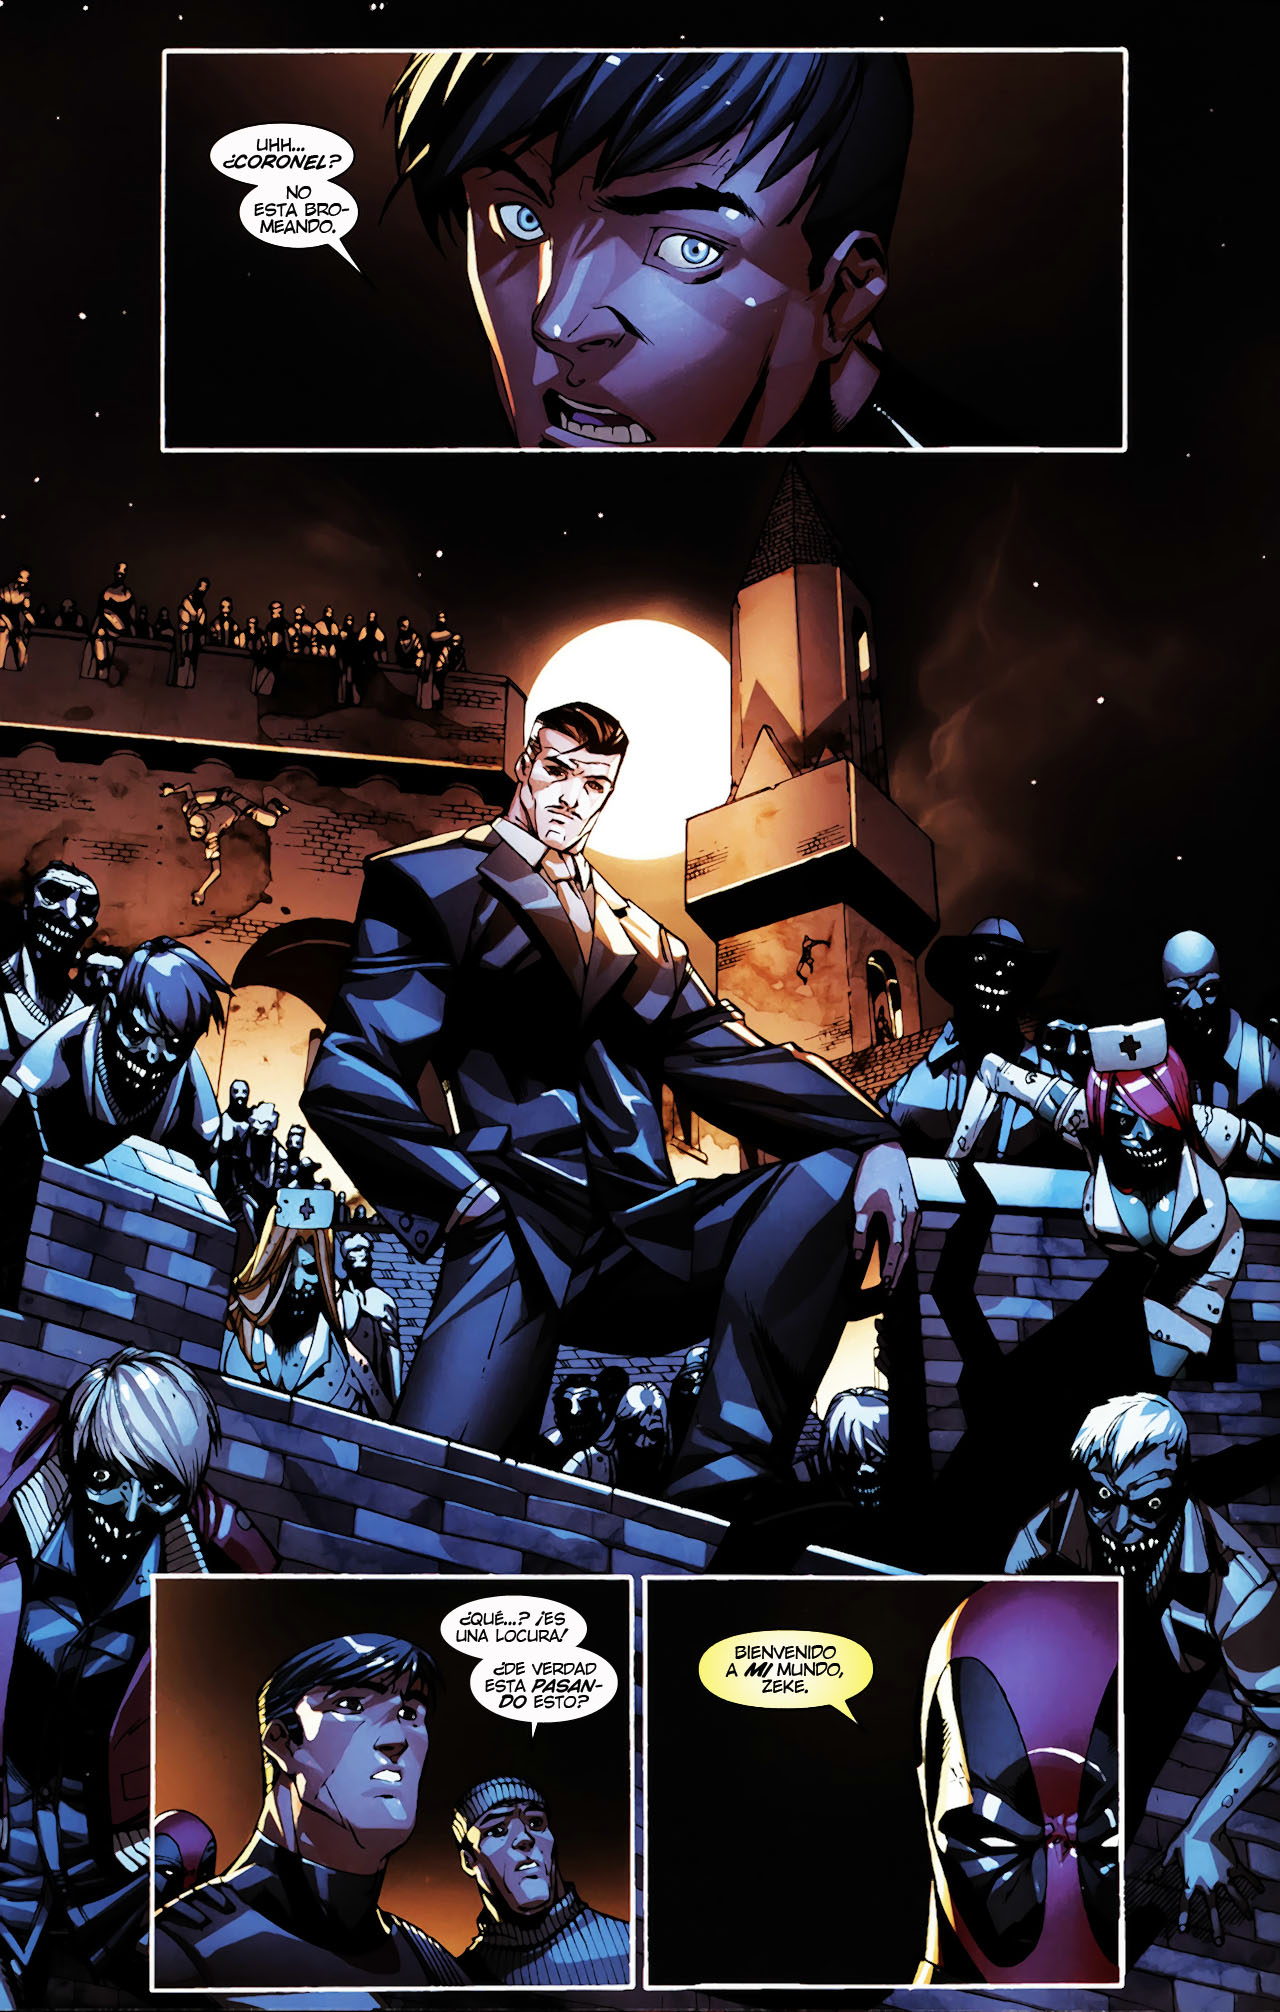 UHH...
¿CORONEL?
NO
ESTA BRO-
MEANDO.
¿QUÉ...? ¡ES
UNA LOCURA!
¿DE VERDAD
ESTA PASAN-
DO ESTO?
BIENVENIDO
A MI MUNDO,
ZEKE.